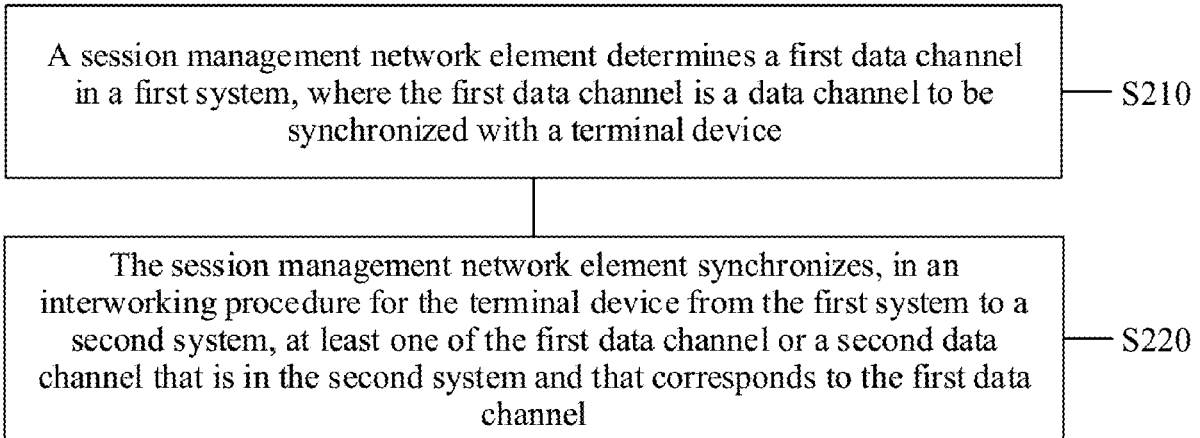 A session management network element determines a first data channel
in a first system, where the first data channel is a data channel to be
synchronized with a terminal device
S210
The session management network element synchronizes, in an
interworking procedure for the terminal device from the first system to a
second system, at least one of the first data channel or a second data
channel that is in the second system and that corresponds to the first data
channel
S220